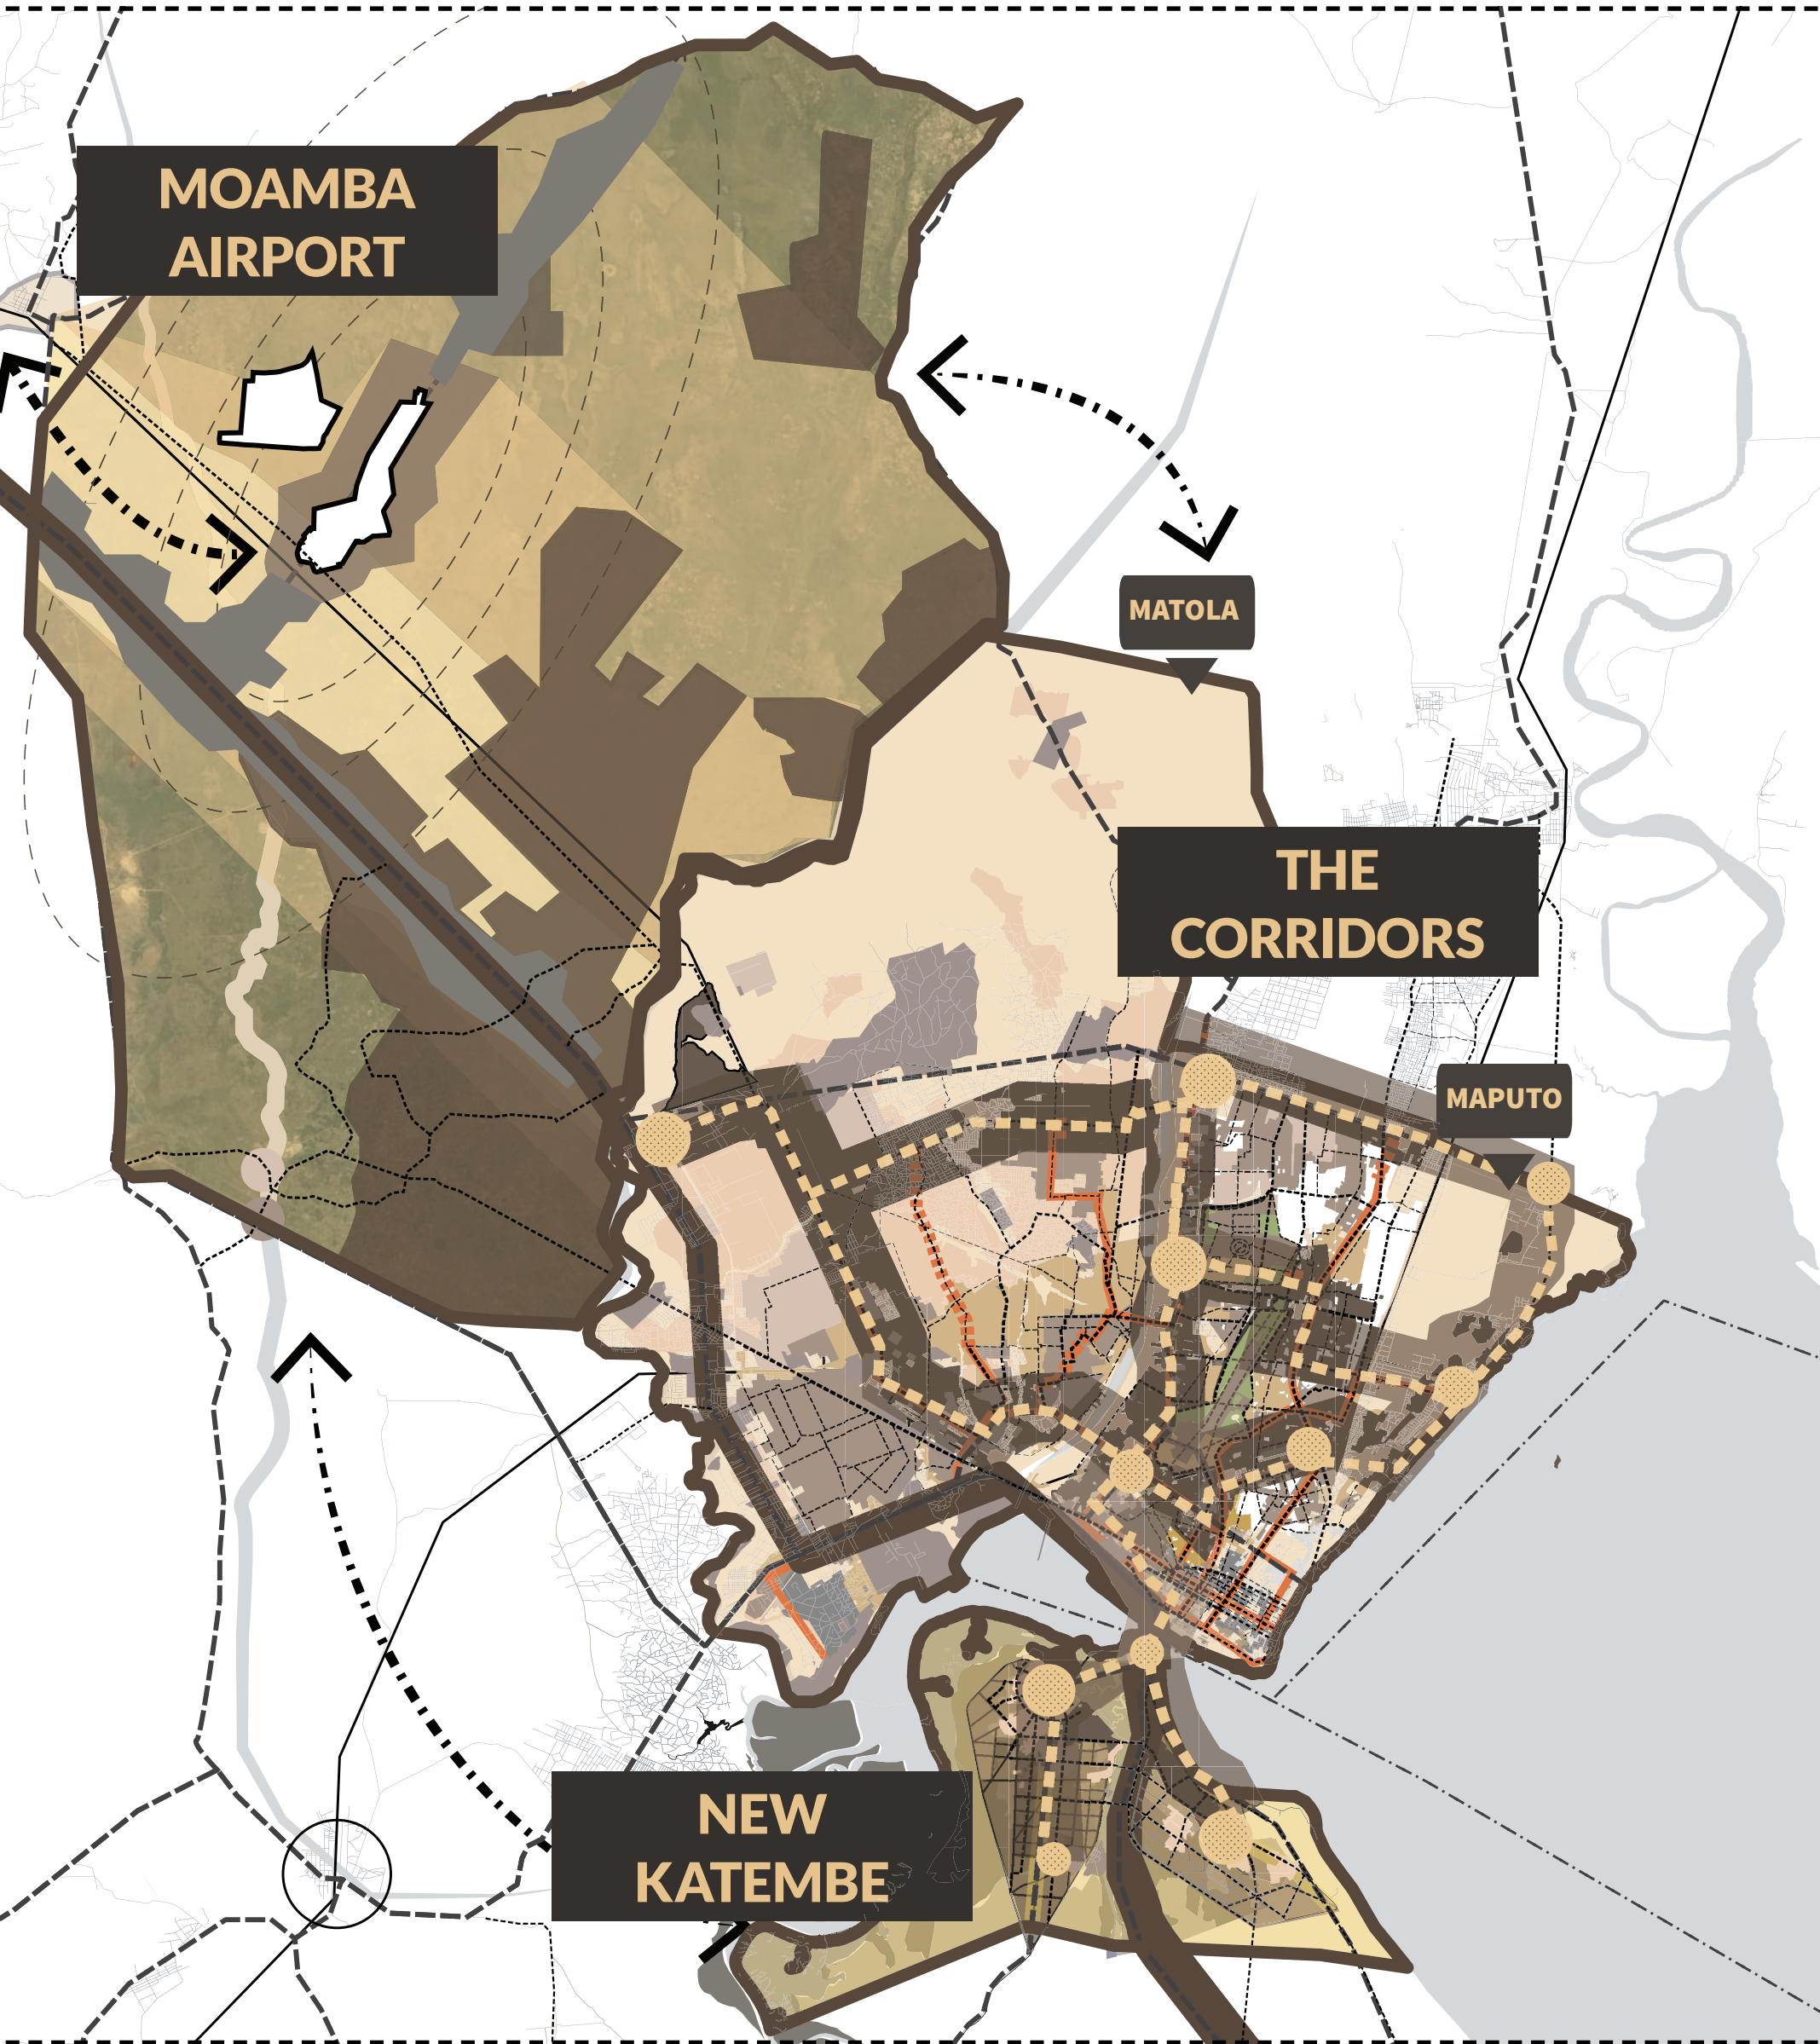 MOAMBA
AIRPORT
MATOLA
THE
CORRIDORS
MAPUTO
NEW
KATEMBE